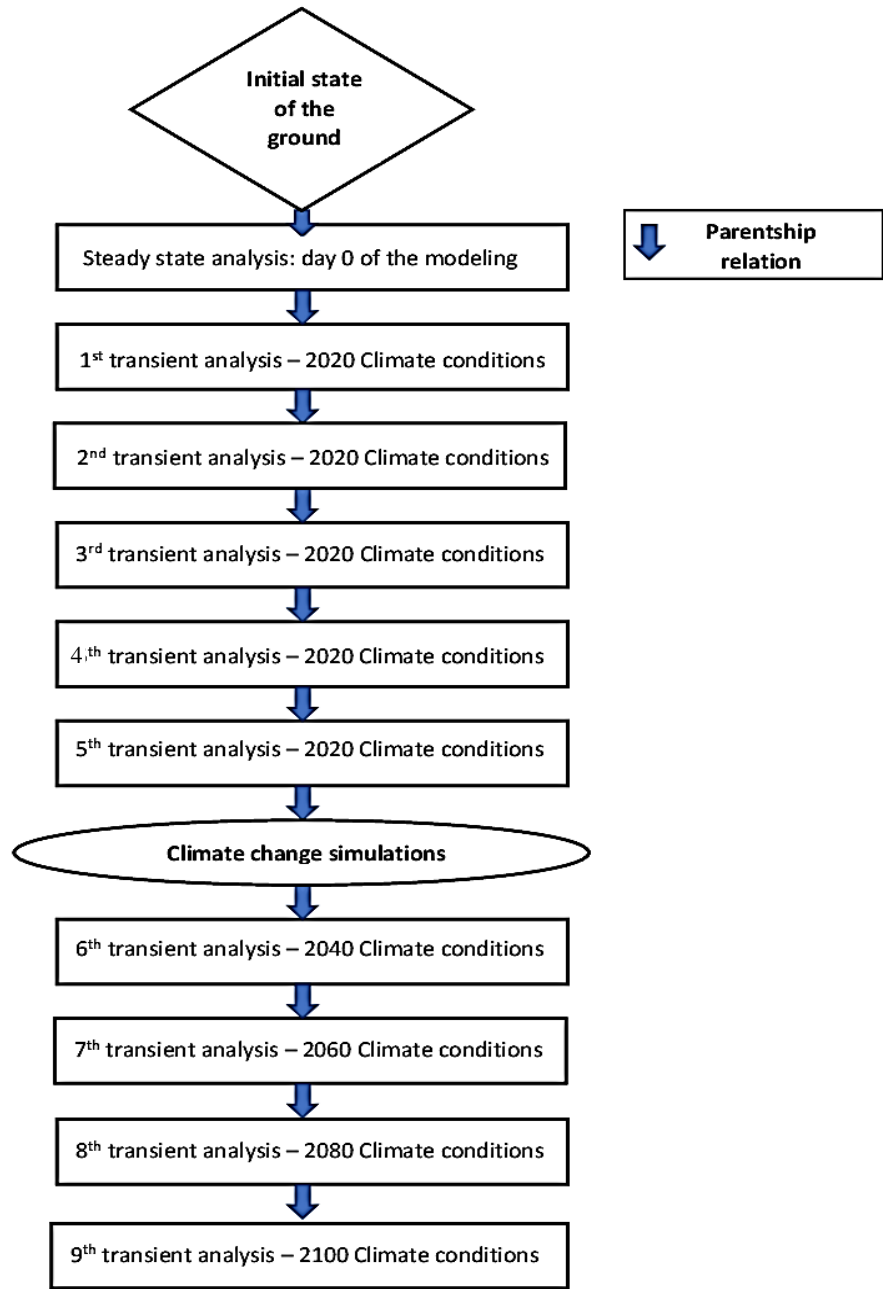 Initial state
of the
ground
Steady state analysis: day 0 of the modeling
Parentship
relation
1st transient analysis – 2020 Climate conditions
2nd transient analysis – 2020 Climate conditions
3rd transient analysis – 2020 Climate conditions
4.th transient analysis – 2020 Climate conditions
5th transient analysis – 2020 Climate conditions
Climate change simulations
6th transient analysis – 2040 Climate conditions
7th transient analysis – 2060 Climate conditions
8th transient analysis – 2080 Climate conditions
9th transient analysis – 2100 Climate conditions